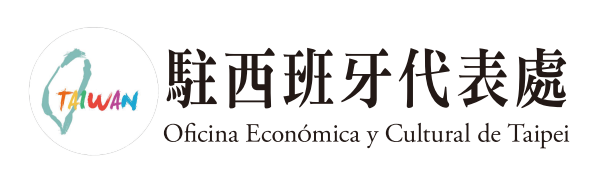 TAIWAN
駐西班牙代表處
Oficina Económica y Cultural de Taipei